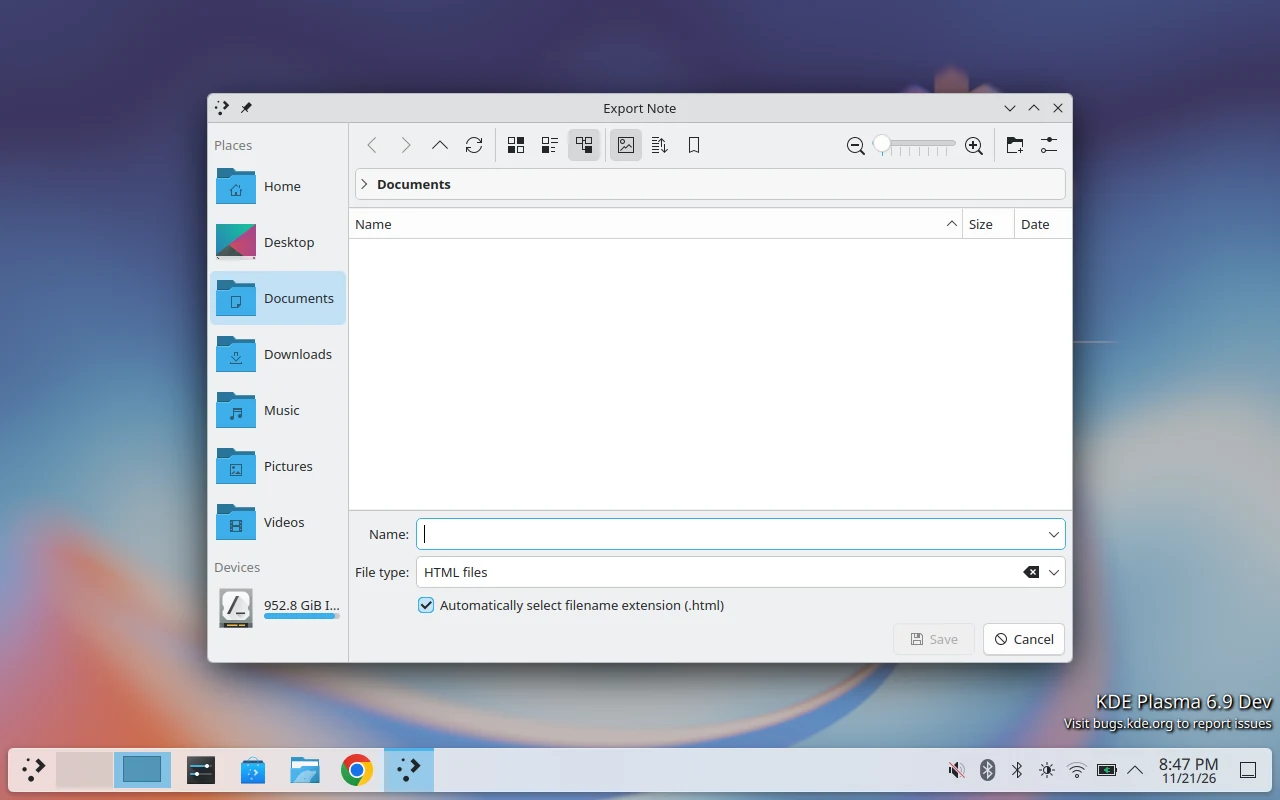 Export Note
Places
Home
Desktop
Documents
Downloads
Music
Pictures
Videos
Devices
952.8 GiB I...
Documents
Name
Size
Date
Name:
File type:
HTML files
Automatically select filename extension (.html)
Save
Cancel
KDE Plasma 6.9 Dev
Visit bugs.kde.org to report issues
8:47 PM
11/21/26